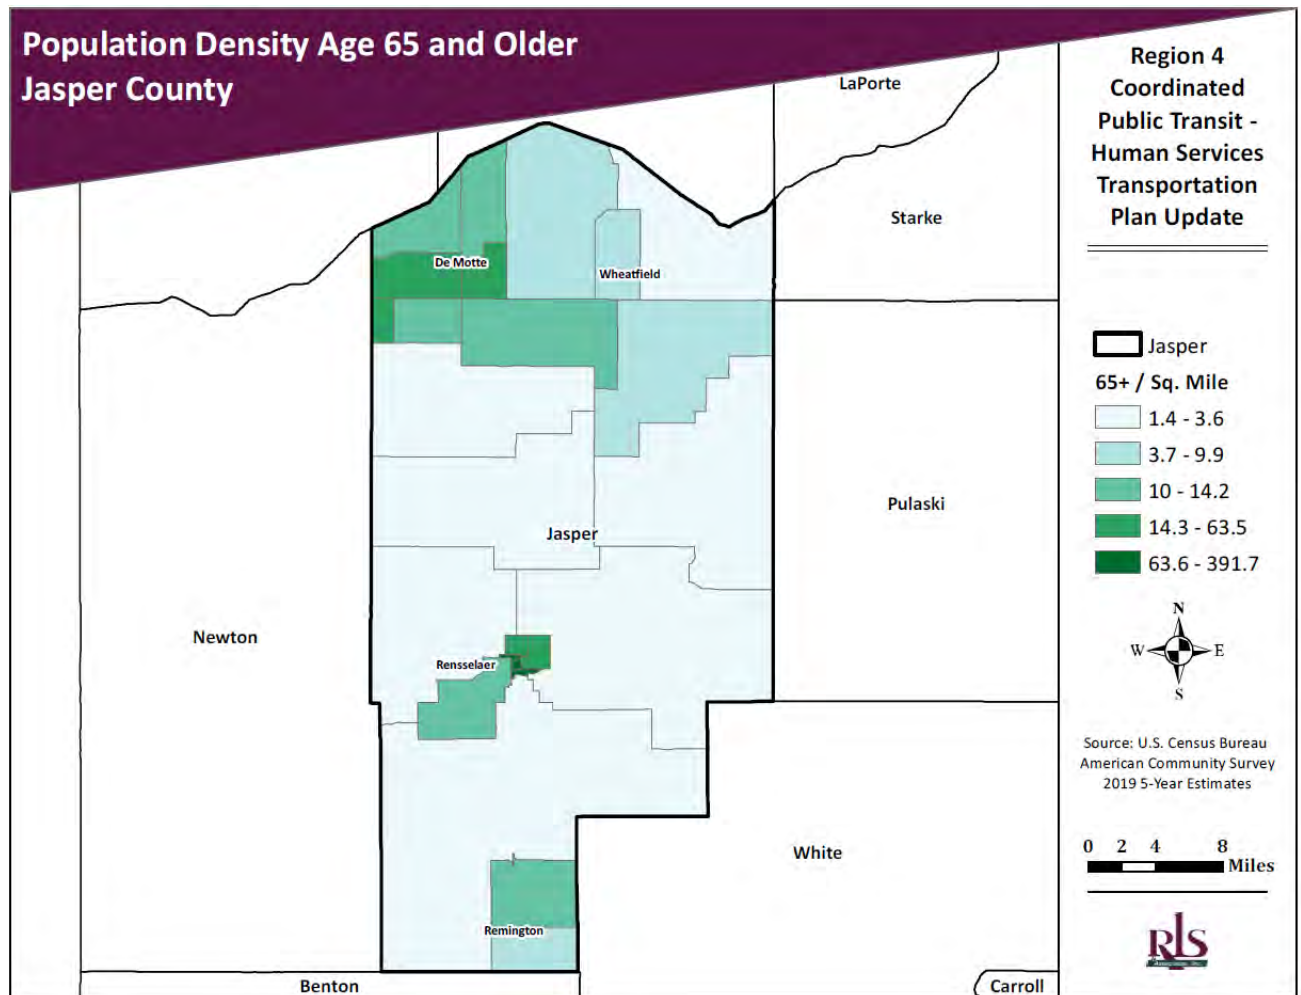 Population Density Age 65 and Older
Jasper County
Region 4
Coordinated
Public Transit -
Human Services
Transportation
Plan Update
LaPorte
Starke
De Motte
Wheatfield
Jasper
65+ / Sq. Mile
1.4 - 3.6
3.7 - 9.9
10 - 14.2
14.3 - 63.5
63.6 - 391.7
Pulaski
Jasper
Newton
Rensselaer
N
W
E
S
Source: U.S. Census Bureau
American Community Survey
2019 5-Year Estimates
White
0 2 4 8
Miles
Remington
RLS
Benton
Carroll